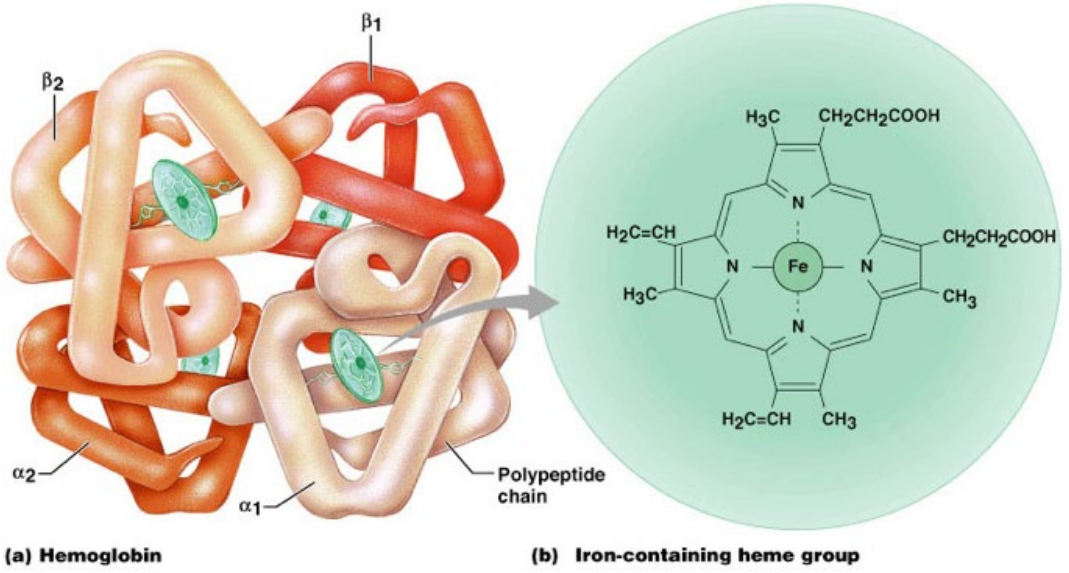 β1
β2
α2
α1
Polypeptide
chain
(a) Hemoglobin
H3C
CH2CH2COOH
N
H2C=CH
CH2CH2COOH
N
Fe
N
H3C
CH3
N
H2C=CH
CH3
(b) Iron-containing heme group